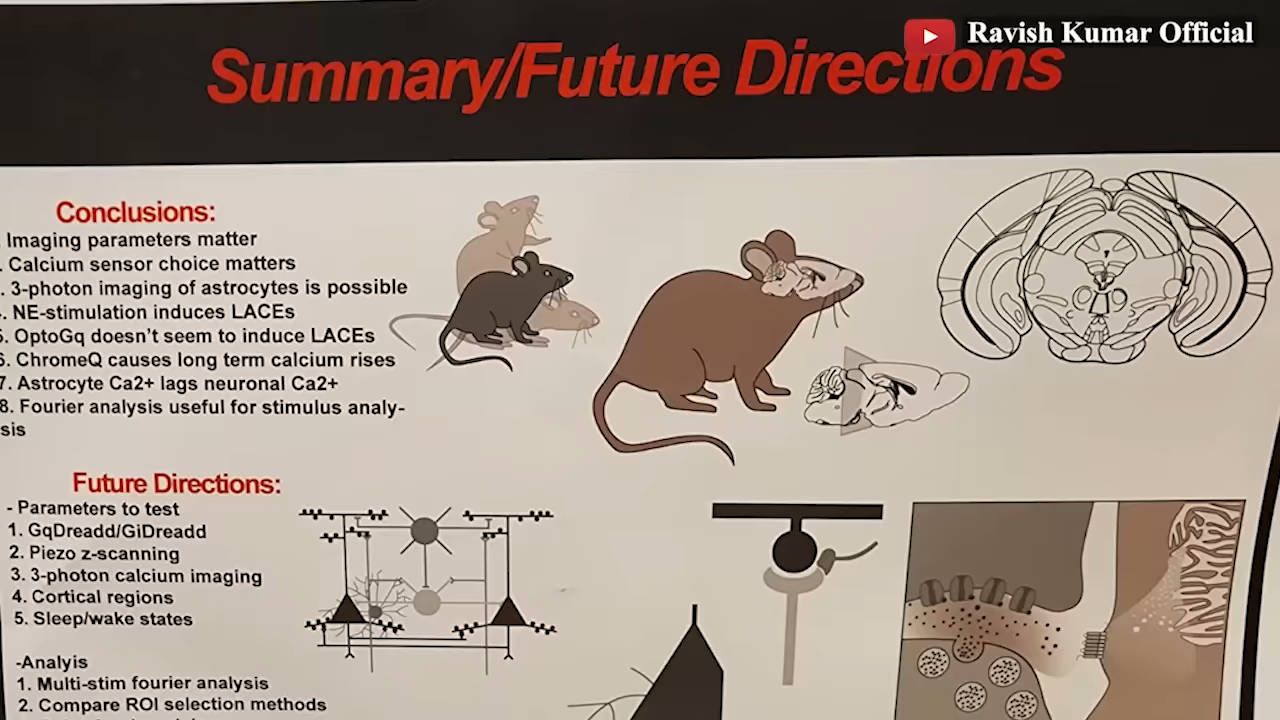 Ravish Kumar Official
Summary/Future Directions
Conclusions:
Imaging parameters matter
. Calcium sensor choice matters
. 3-photon imaging of astrocytes is possible
. NE-stimulation induces LACEs
5. OptoGq doesn't seem to induce LACEs
6. ChromeQ causes long term calcium rises
7. Astrocyte Ca2+ lags neuronal Ca2+
8. Fourier analysis useful for stimulus analy-
sis
Future Directions:
- Parameters to test
1. GqDreadd/GiDreadd
2. Piezo z-scanning
3. 3-photon calcium imaging
4. Cortical regions
5. Sleep/wake states
-Analyis
1. Multi-stim fourier analysis
2. Compare ROI selection methods